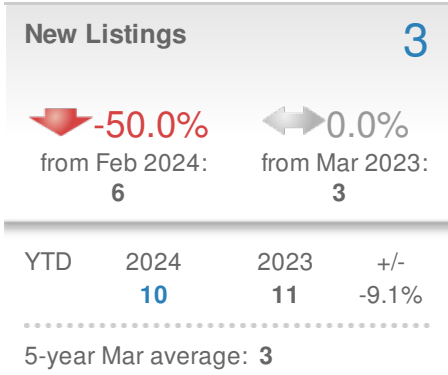 New Listings 3
-50.0% 0.0%
from Feb 2024: from Mar 2023:
6 3
YTD 2024 2023 +/-
10 11 -9.1%
5-year Mar average: 3